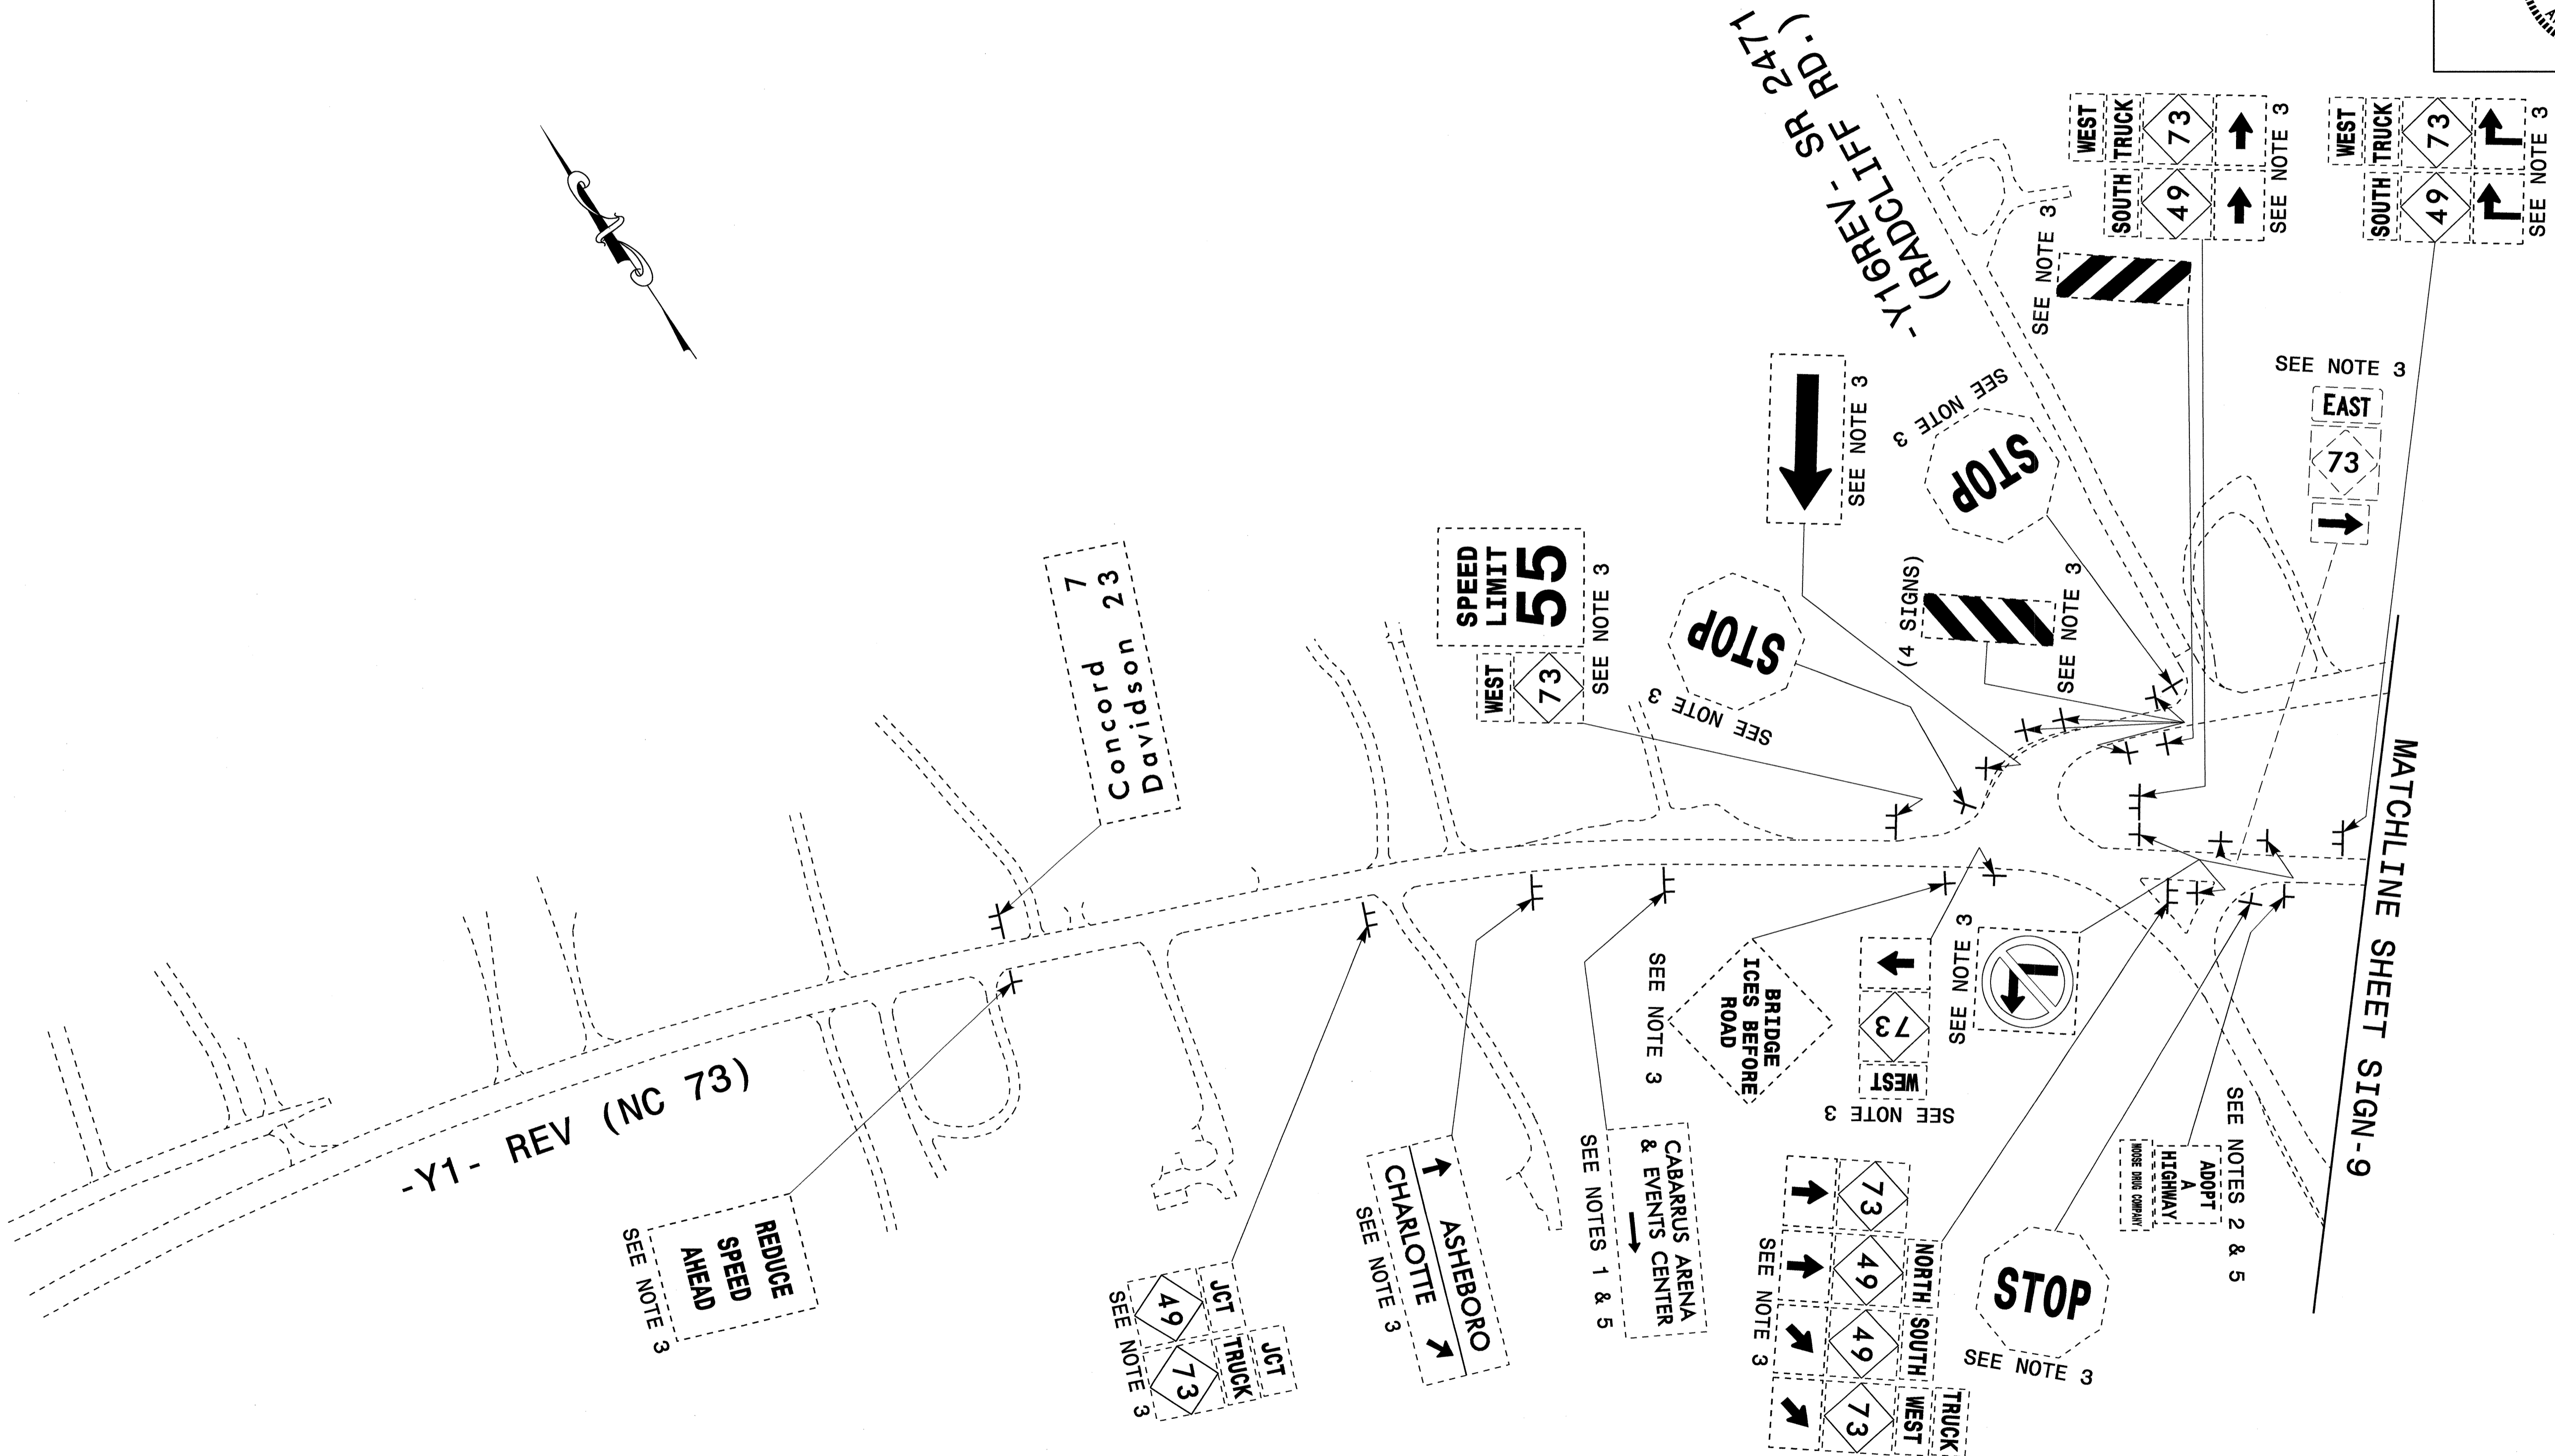 -Y16REV- SR 2471
(RADCLIFF RD.)
WEST
TRUCK
73
SOUTH
49
SEE NOTE 3
WEST
TRUCK
73
SOUTH
49
SEE NOTE 3
SEE NOTE 3
SEE NOTE 3
EAST
73
SEE NOTE 3
SEE NOTE 3
STOP
(4 SIGNS)
SEE NOTE 3
SPEED
LIMIT
55
WEST
73
SEE NOTE 3
STOP
SEE NOTE 3
Concord 7
Davidson 23
MATCHLINE SHEET SIGN-9
-Y1- REV (NC 73)
REDUCE
SPEED
AHEAD
SEE NOTE 3
JCT
49
JCT
TRUCK
73
SEE NOTE 3
ASHEBORO
CHARLOTTE
SEE NOTE 3
CABARRUS ARENA
& EVENTS CENTER
SEE NOTES 1 & 5
BRIDGE
ICES BEFORE
ROAD
SEE NOTE 3
WEST
73
SEE NOTE 3
SEE NOTE 3
73
NORTH
49
SOUTH
49
TRUCK
WEST
73
SEE NOTE 3
STOP
SEE NOTE 3
ADOPT
A
HIGHWAY
MOOSE DRUG COMPANY
SEE NOTES 2 & 5